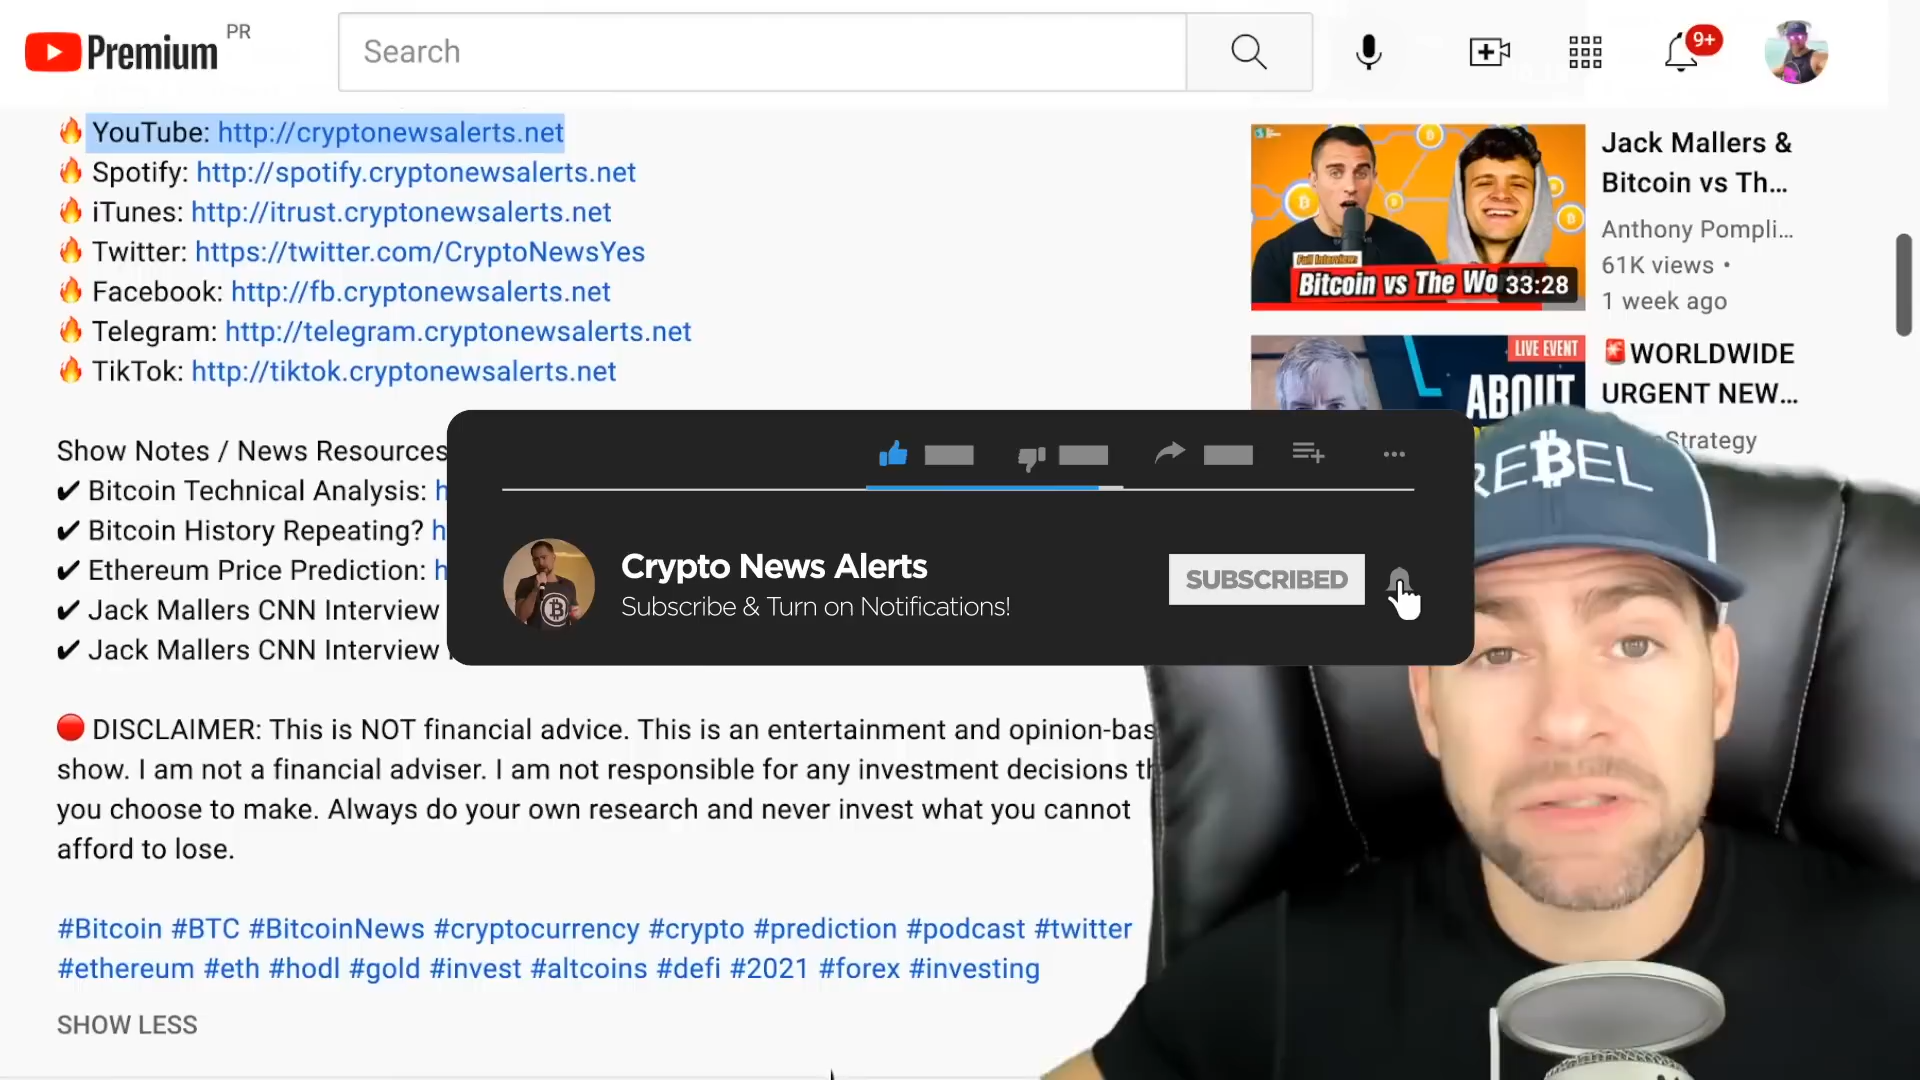 Premium PR
Search
9+
YouTube: http://cryptonewsalerts.net
Spotify: http://spotify.cryptonewsalerts.net
iTunes: http://itrust.cryptonewsalerts.net
Twitter: https://twitter.com/CryptoNewsYes
Facebook: http://fb.cryptonewsalerts.net
Telegram: http://telegram.cryptonewsalerts.net
TikTok: http://tiktok.cryptonewsalerts.net
Show Notes / News Resources
✔ Bitcoin Technical Analysis: h
✔ Bitcoin History Repeating? h
✔ Ethereum Price Prediction: h
✔ Jack Mallers CNN Interview
✔ Jack Mallers CNN Interview
DISCLAIMER: This is NOT financial advice. This is an entertainment and opinion-bas
show. I am not a financial adviser. I am not responsible for any investment decisions th
you choose to make. Always do your own research and never invest what you cannot
afford to lose.
#Bitcoin #BTC #BitcoinNews #cryptocurrency #crypto #prediction #podcast #twitter
#ethereum #eth #hodl #gold #invest #altcoins #defi #2021 #forex #investing
SHOW LESS
Crypto News Alerts
Subscribe & Turn on Notifications!
SUBSCRIBED
Full Interview:
Bitcoin vs The Wo
33:28
Jack Mallers &
Bitcoin vs Th...
Anthony Pompli...
61K views •
1 week ago
LIVE EVENT
ABOUT
WORLDWIDE
URGENT NEW...
Strategy
REBEL